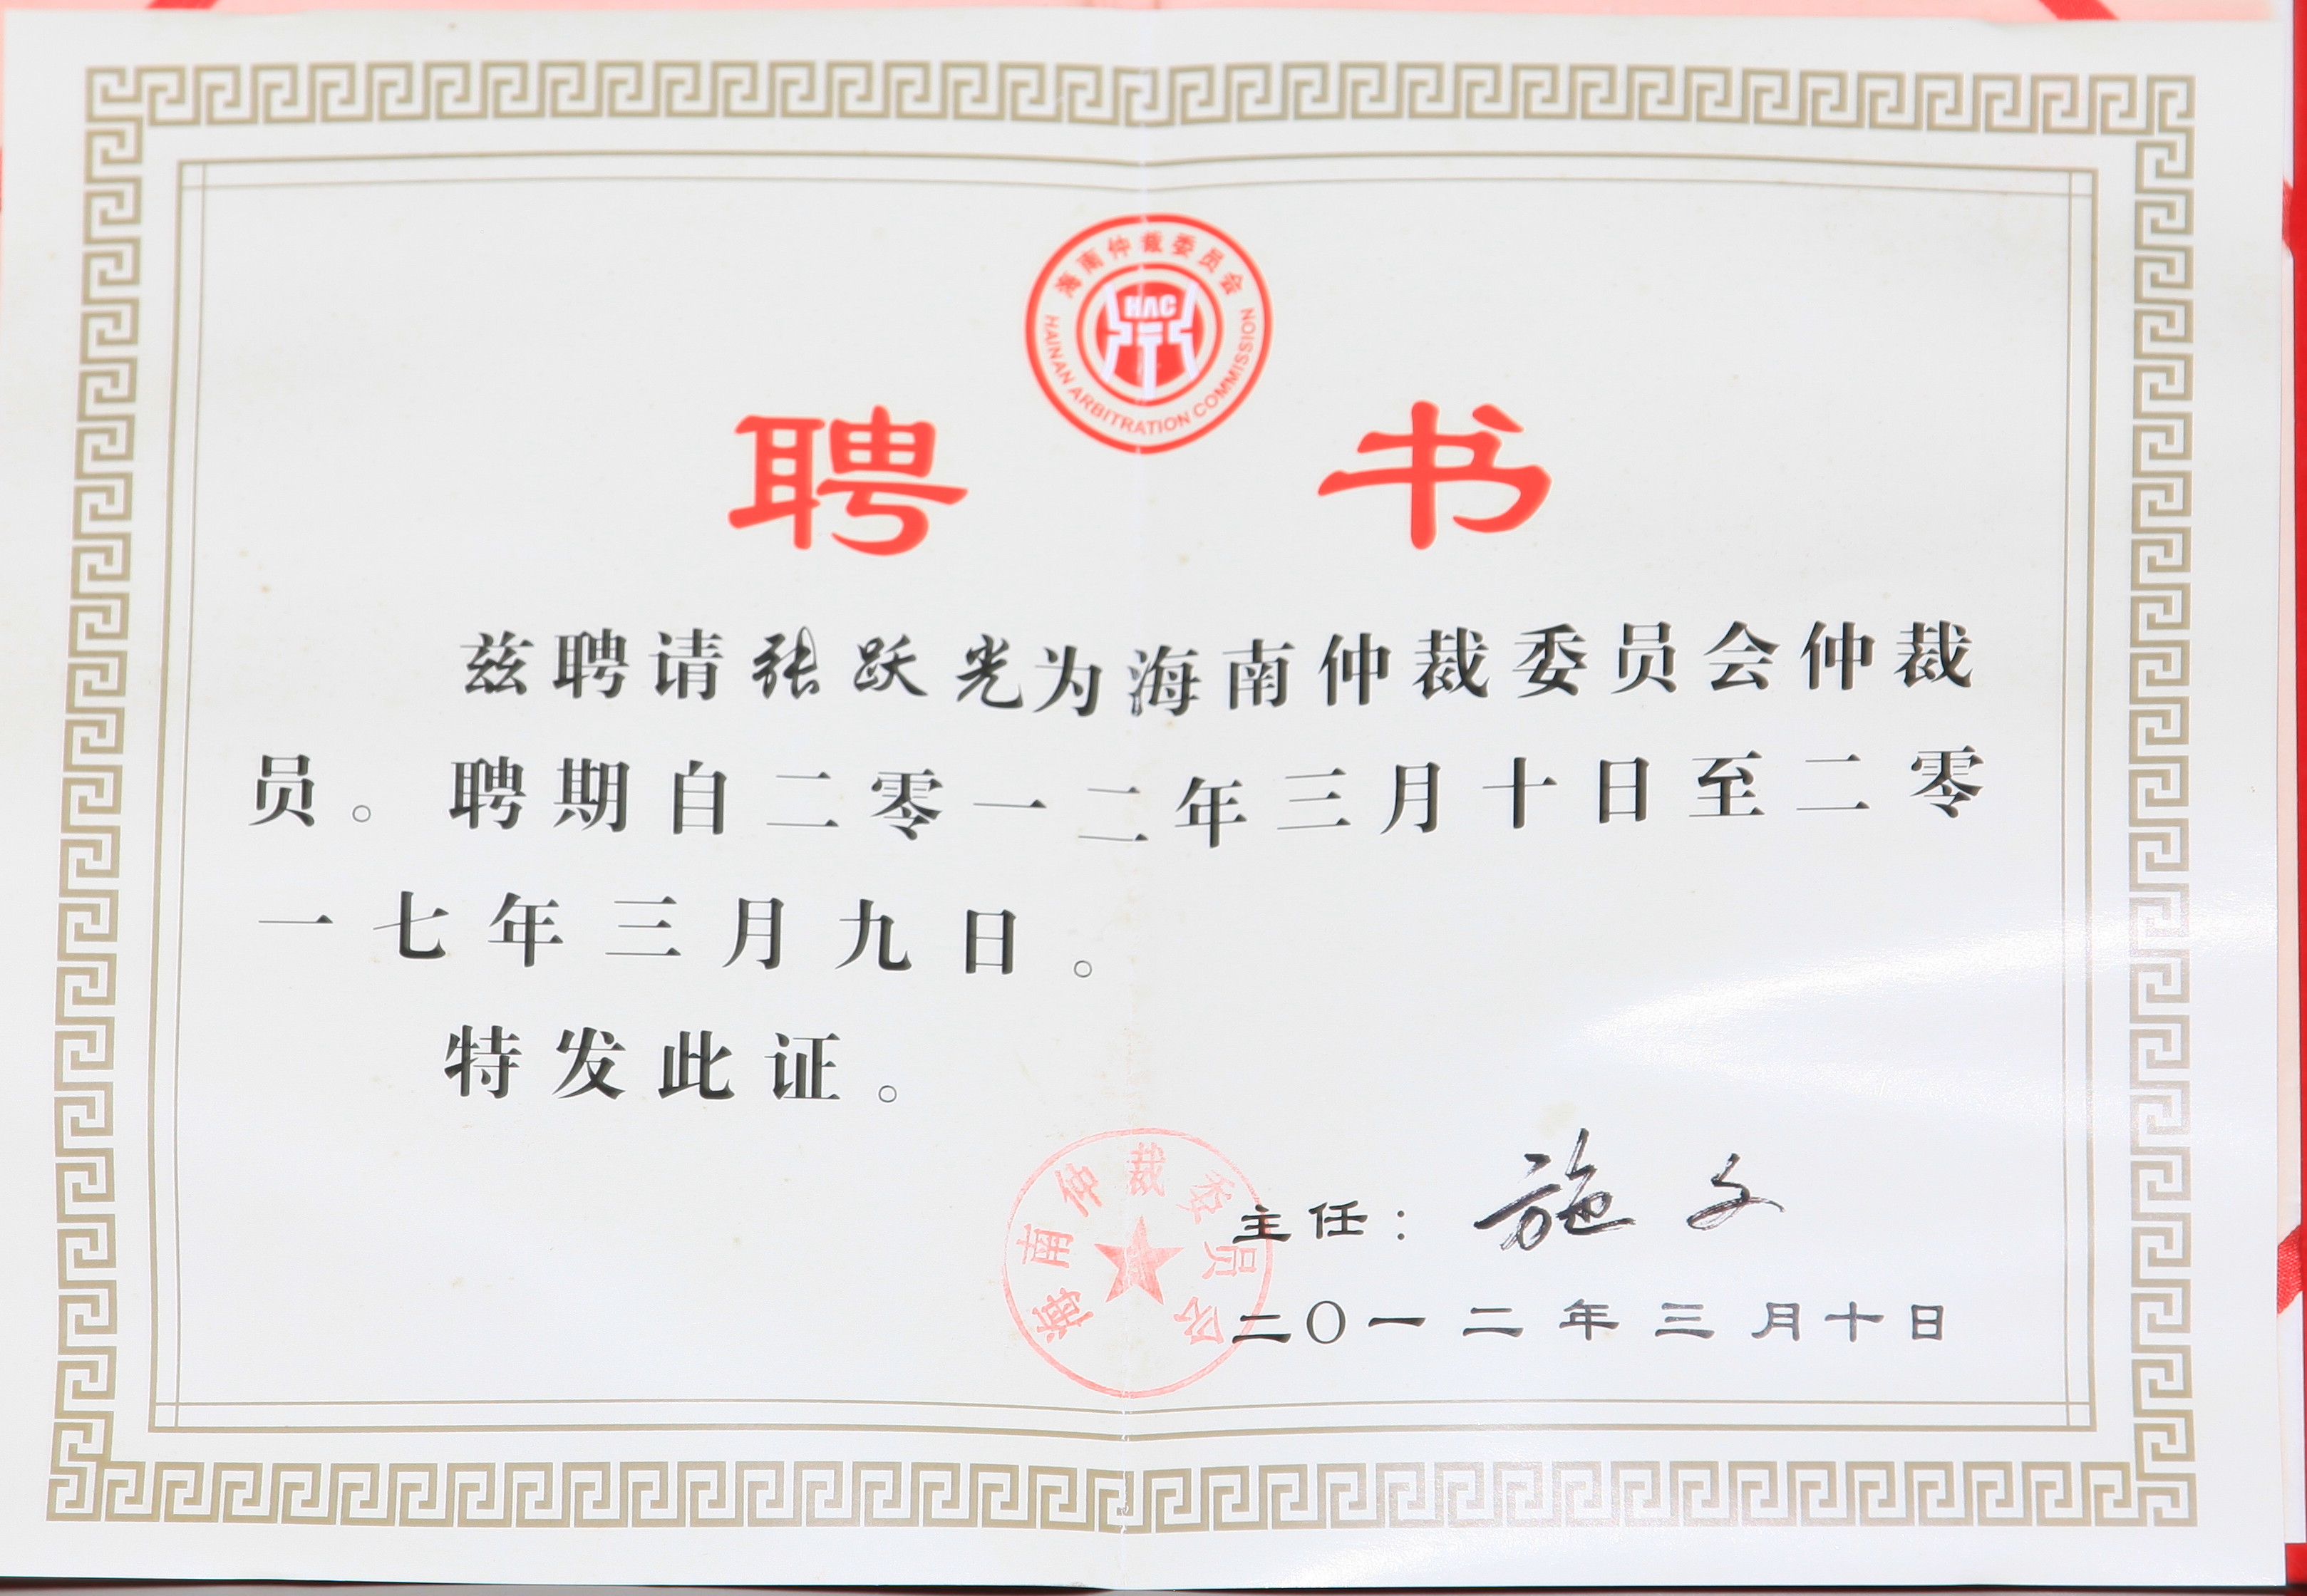 海南仲裁委员会
HAC
HAINAN ARBITRATION COMMISSION
聘书
兹聘请张跃光为海南仲裁委员会仲裁
员。聘期自二零一二年三月十日至二零
一七年三月九日。
特发此证。
海南仲裁委员会
主任：施文
二〇一二年三月十日